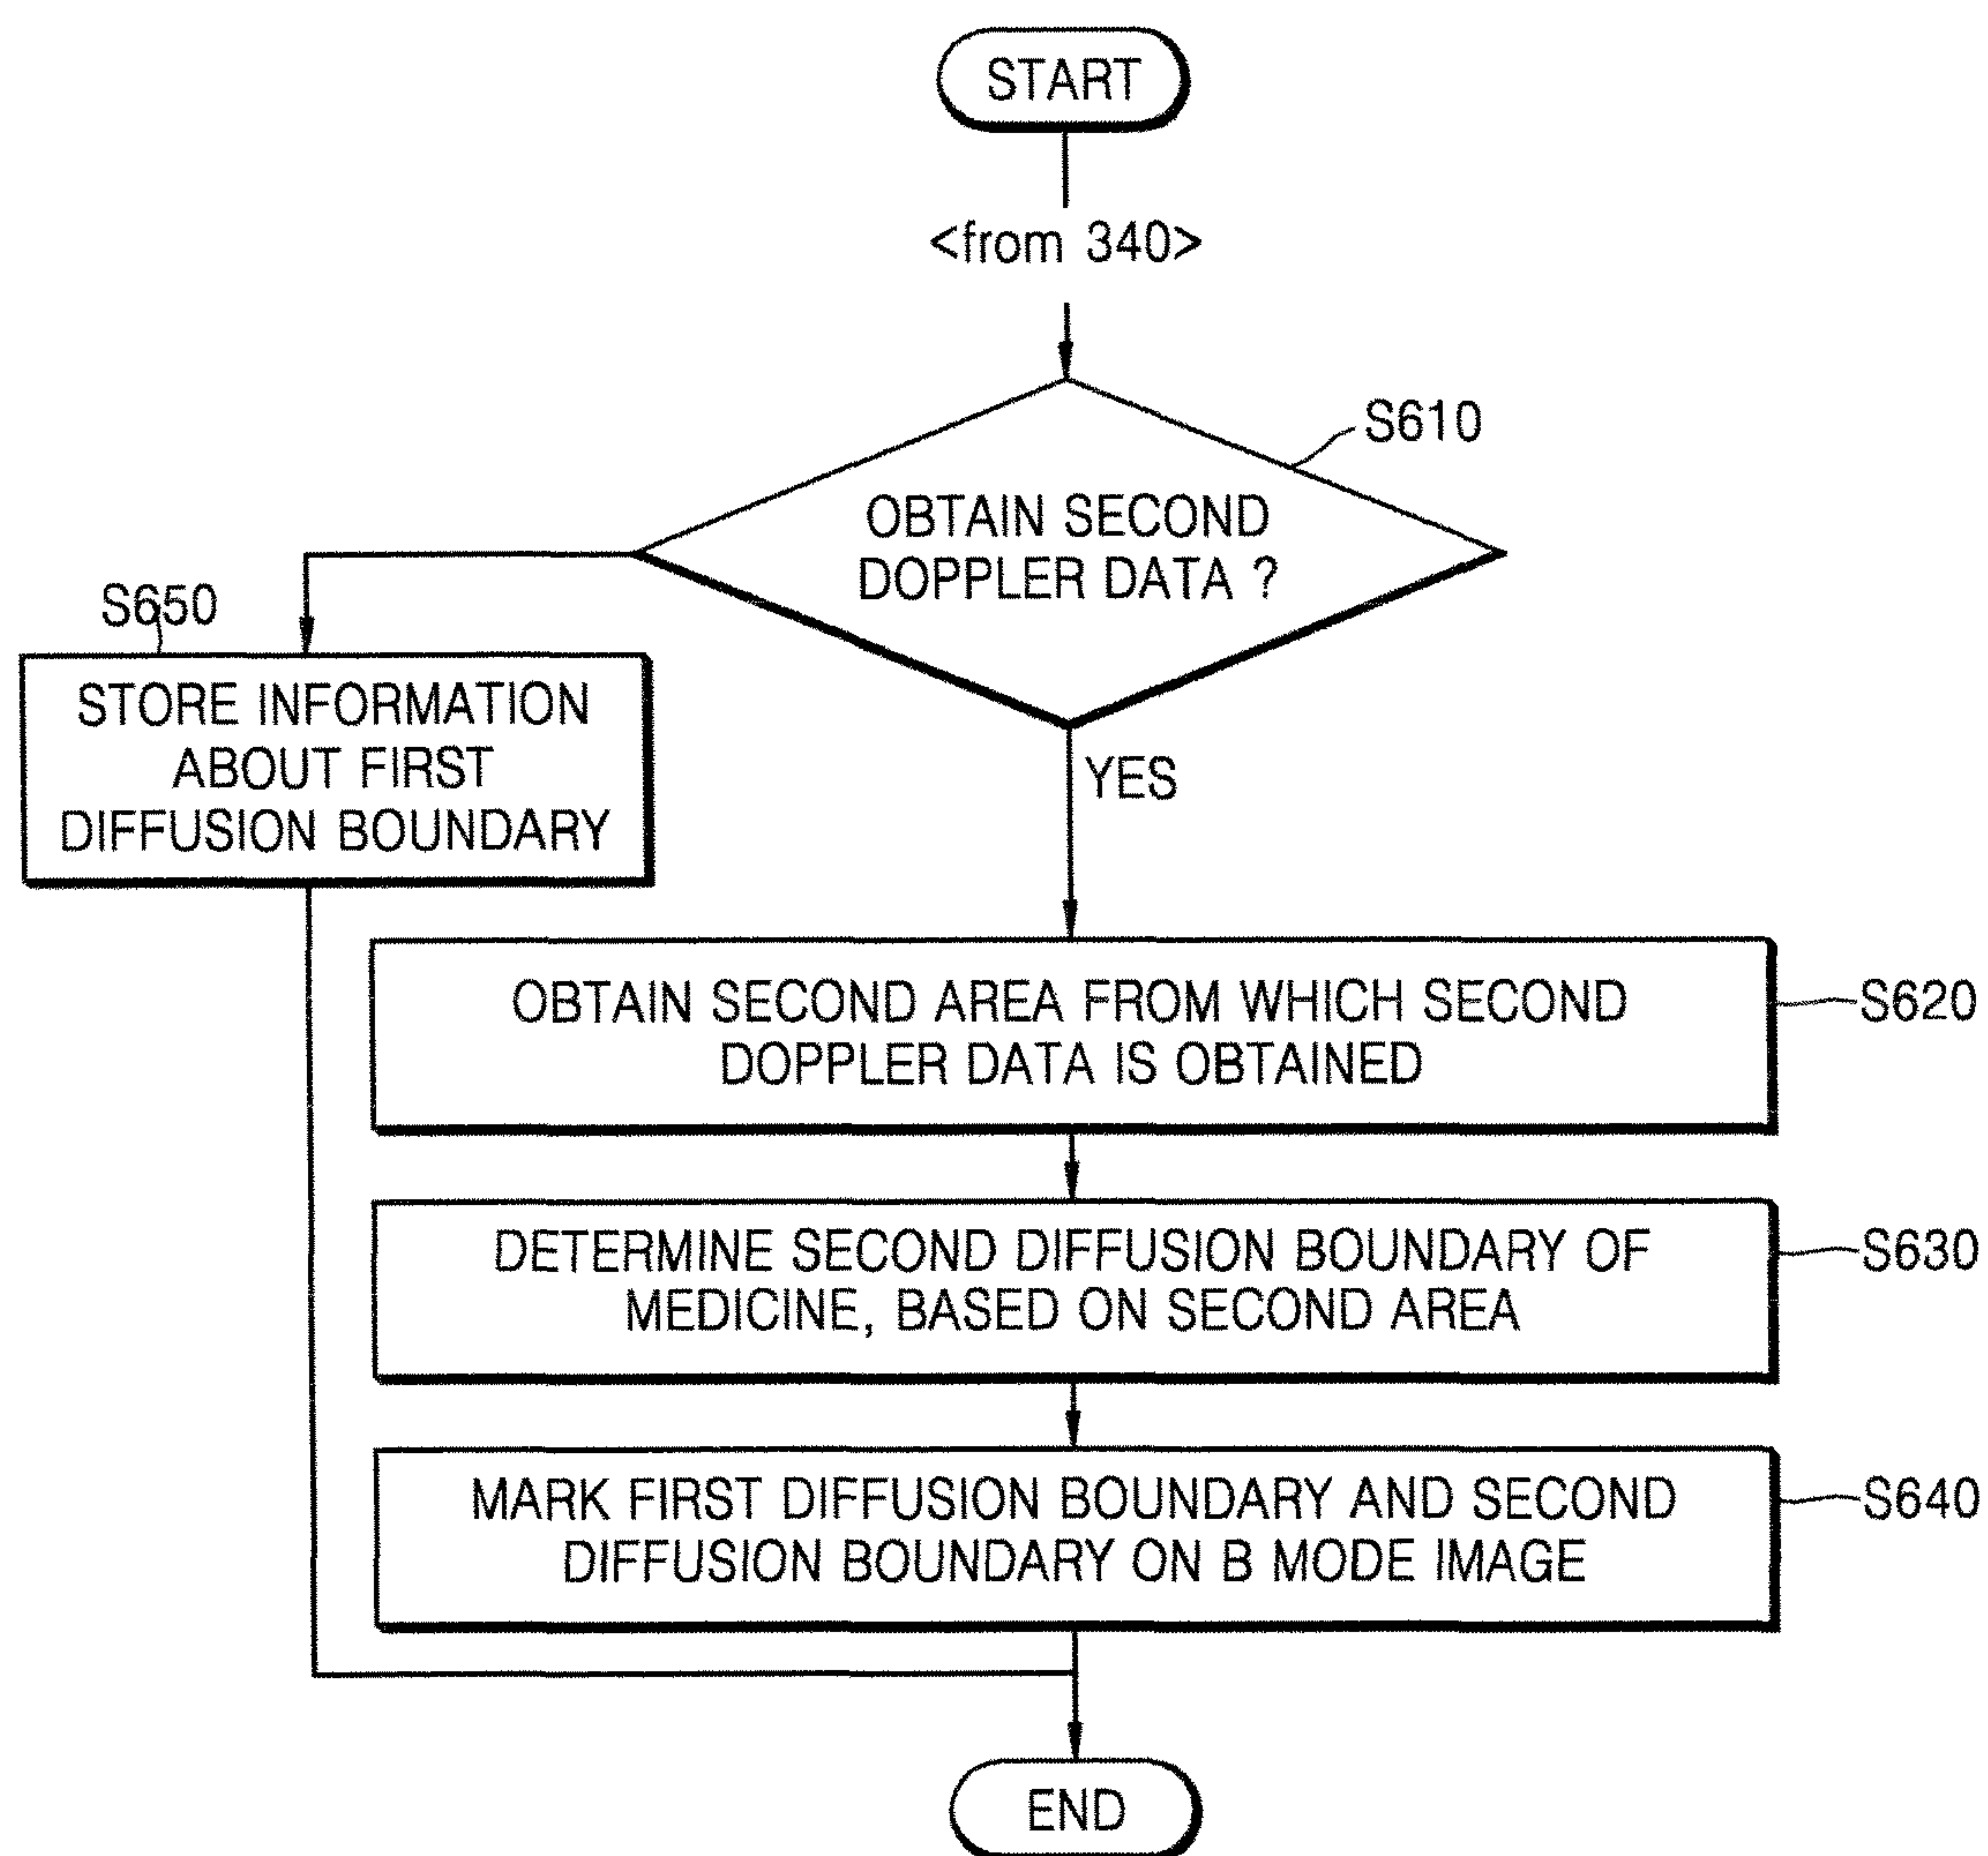 START
<from 340>
S610
OBTAIN SECOND
DOPPLER DATA ?
S650
STORE INFORMATION
ABOUT FIRST
DIFFUSION BOUNDARY
YES
OBTAIN SECOND AREA FROM WHICH SECOND
DOPPLER DATA IS OBTAINED
S620
DETERMINE SECOND DIFFUSION BOUNDARY OF
MEDICINE, BASED ON SECOND AREA
S630
MARK FIRST DIFFUSION BOUNDARY AND SECOND
DIFFUSION BOUNDARY ON B MODE IMAGE
S640
END